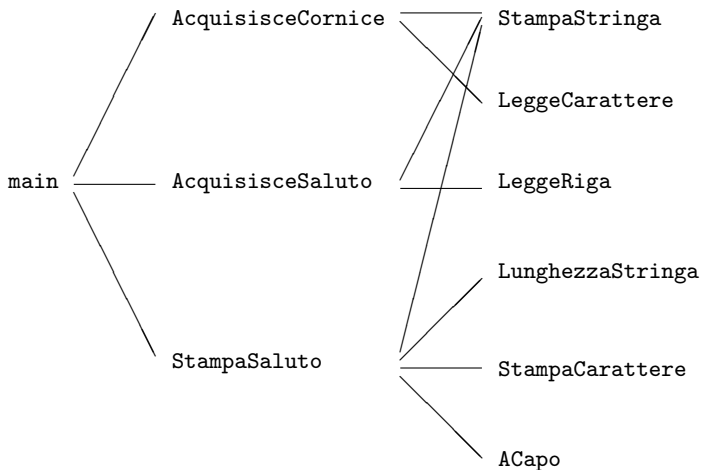 AcquisisceCornice StampaStringa
LeggeCarattere
main AcquisisceSaluto LeggeRiga
LunghezzaStringa
StampaSaluto StampaCarattere
ACapo